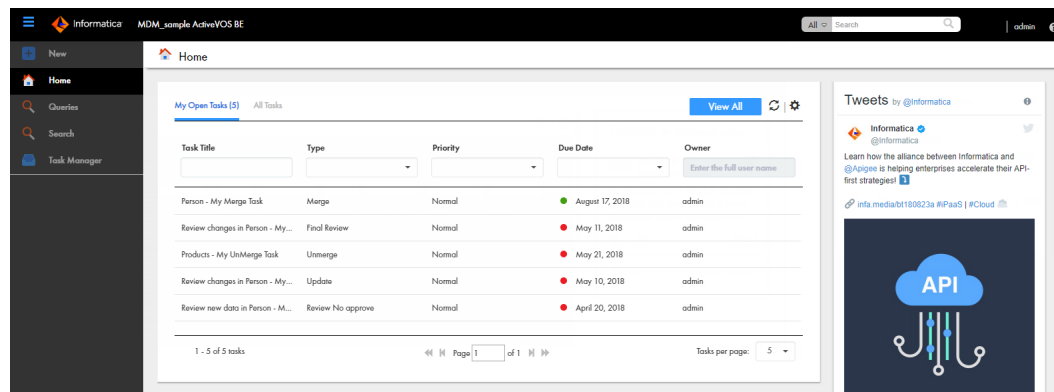 Informatica MDM_sample ActiveVOS BE
All Search
admin
New
Home
Queries
Search
Task Manager
Home
My Open Tasks (5) All Tasks
View All
Task Title Type Priority Due Date Owner
Enter the full user name
Person - My Merge Task Merge Normal August 17, 2018 admin
Review changes in Person - My... Final Review Normal May 11, 2018 admin
Products - My UnMerge Task Unmerge Normal May 21, 2018 admin
Review changes in Person - My... Update Normal May 10, 2018 admin
Review new data in Person - M... Review No approve Normal April 20, 2018 admin
1 - 5 of 5 tasks Page 1 of 1 Tasks per page: 5
Tweets by @Informatica
Informatica
@Informatica
Learn how the alliance between Informatica and
@Apigee is helping enterprises accelerate their API-
first strategies!
infa.media/bt180823a #iPaaS | #Cloud
API